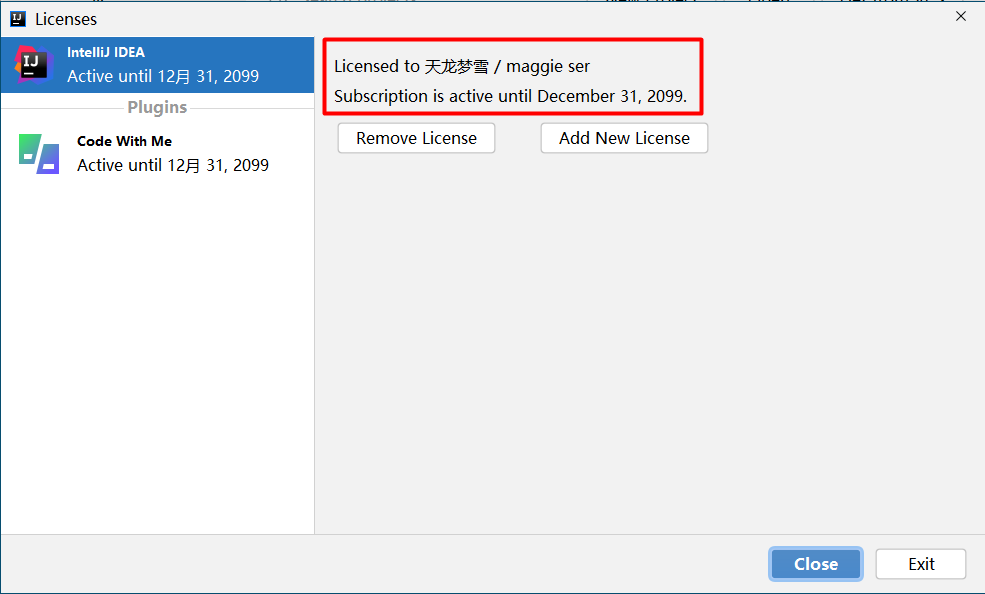 Licenses
IntelliJ IDEA
Active until 12月 31, 2099
Plugins
Code With Me
Active until 12月 31, 2099
Licensed to 天龙梦雪 / maggie ser
Subscription is active until December 31, 2099.
Remove License
Add New License
Close
Exit